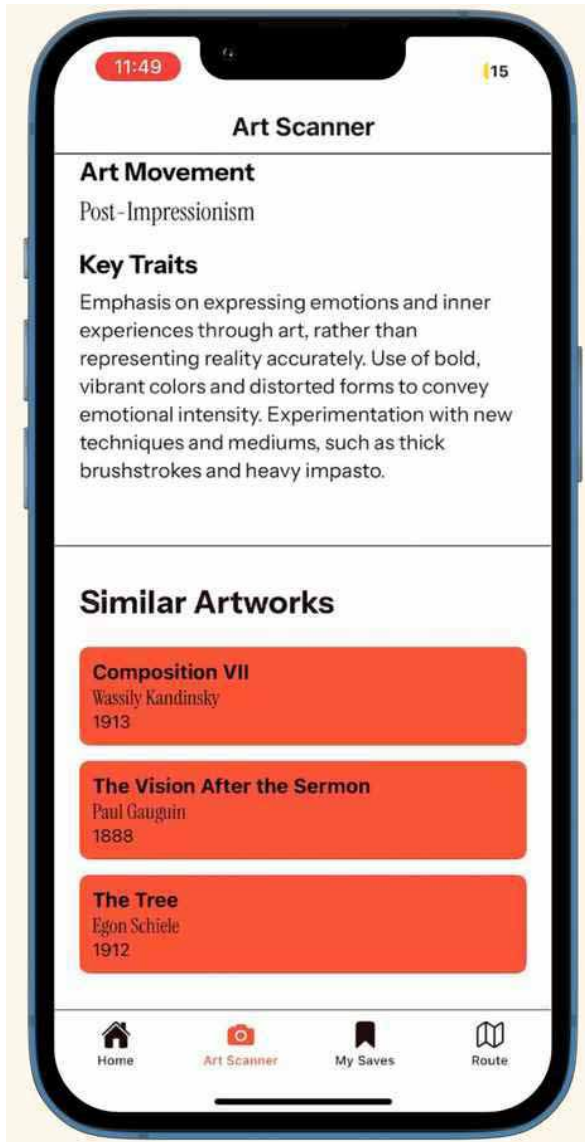 11:49
15
Art Scanner
Art Movement
Post-Impressionism
Key Traits
Emphasis on expressing emotions and inner
experiences through art, rather than
representing reality accurately. Use of bold,
vibrant colors and distorted forms to convey
emotional intensity. Experimentation with new
techniques and mediums, such as thick
brushstrokes and heavy impasto.
Similar Artworks
Composition VII
Wassily Kandinsky
1913
The Vision After the Sermon
Paul Gauguin
1888
The Tree
Egon Schiele
1912
Home
Art Scanner
My Saves
Route